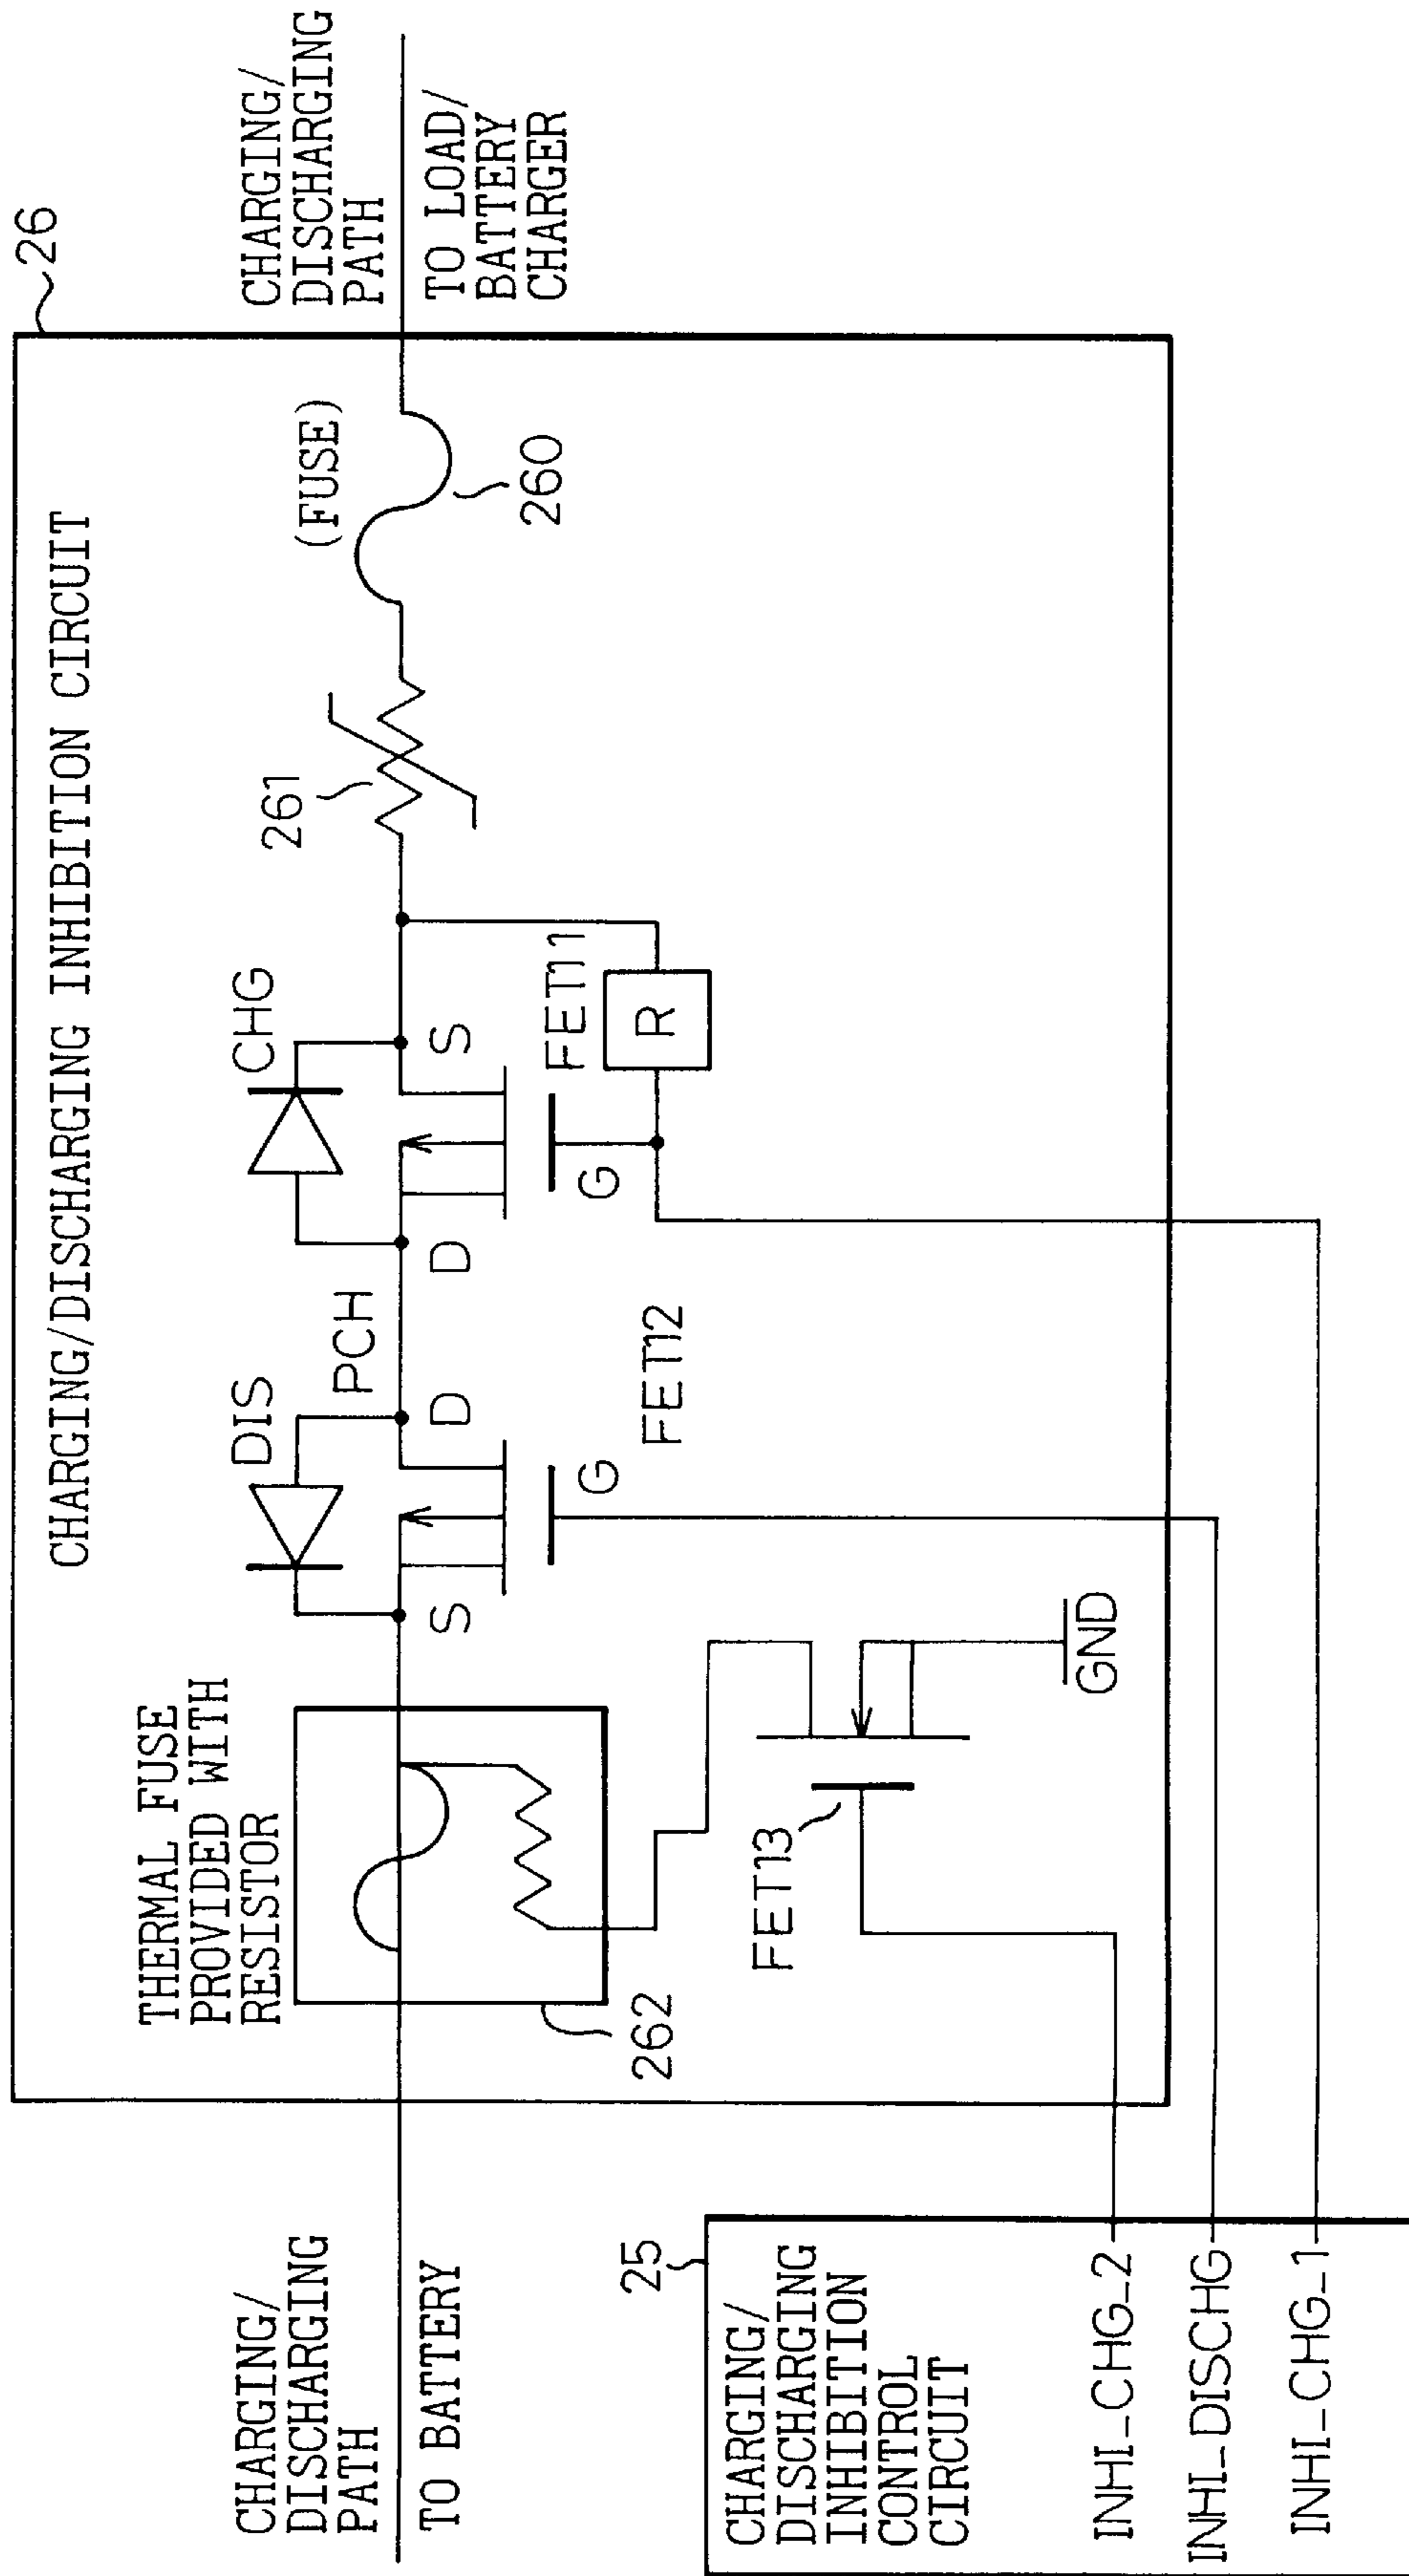 26
CHARGING/DISCHARGING INHIBITION CIRCUIT
CHARGING/
DISCHARGING
PATH
TO BATTERY
THERMAL FUSE
PROVIDED WITH
RESISTOR
262
DIS
PCH
S
D
G
FET12
CHG
D
S
G
FET11
R
261
(FUSE)
260
CHARGING/
DISCHARGING
PATH
TO LOAD/
BATTERY
CHARGER
FET13
GND
25
CHARGING/
DISCHARGING
INHIBITION
CONTROL
CIRCUIT
INHI_CHG_2
INHI_DISCHG
INHI_CHG_1